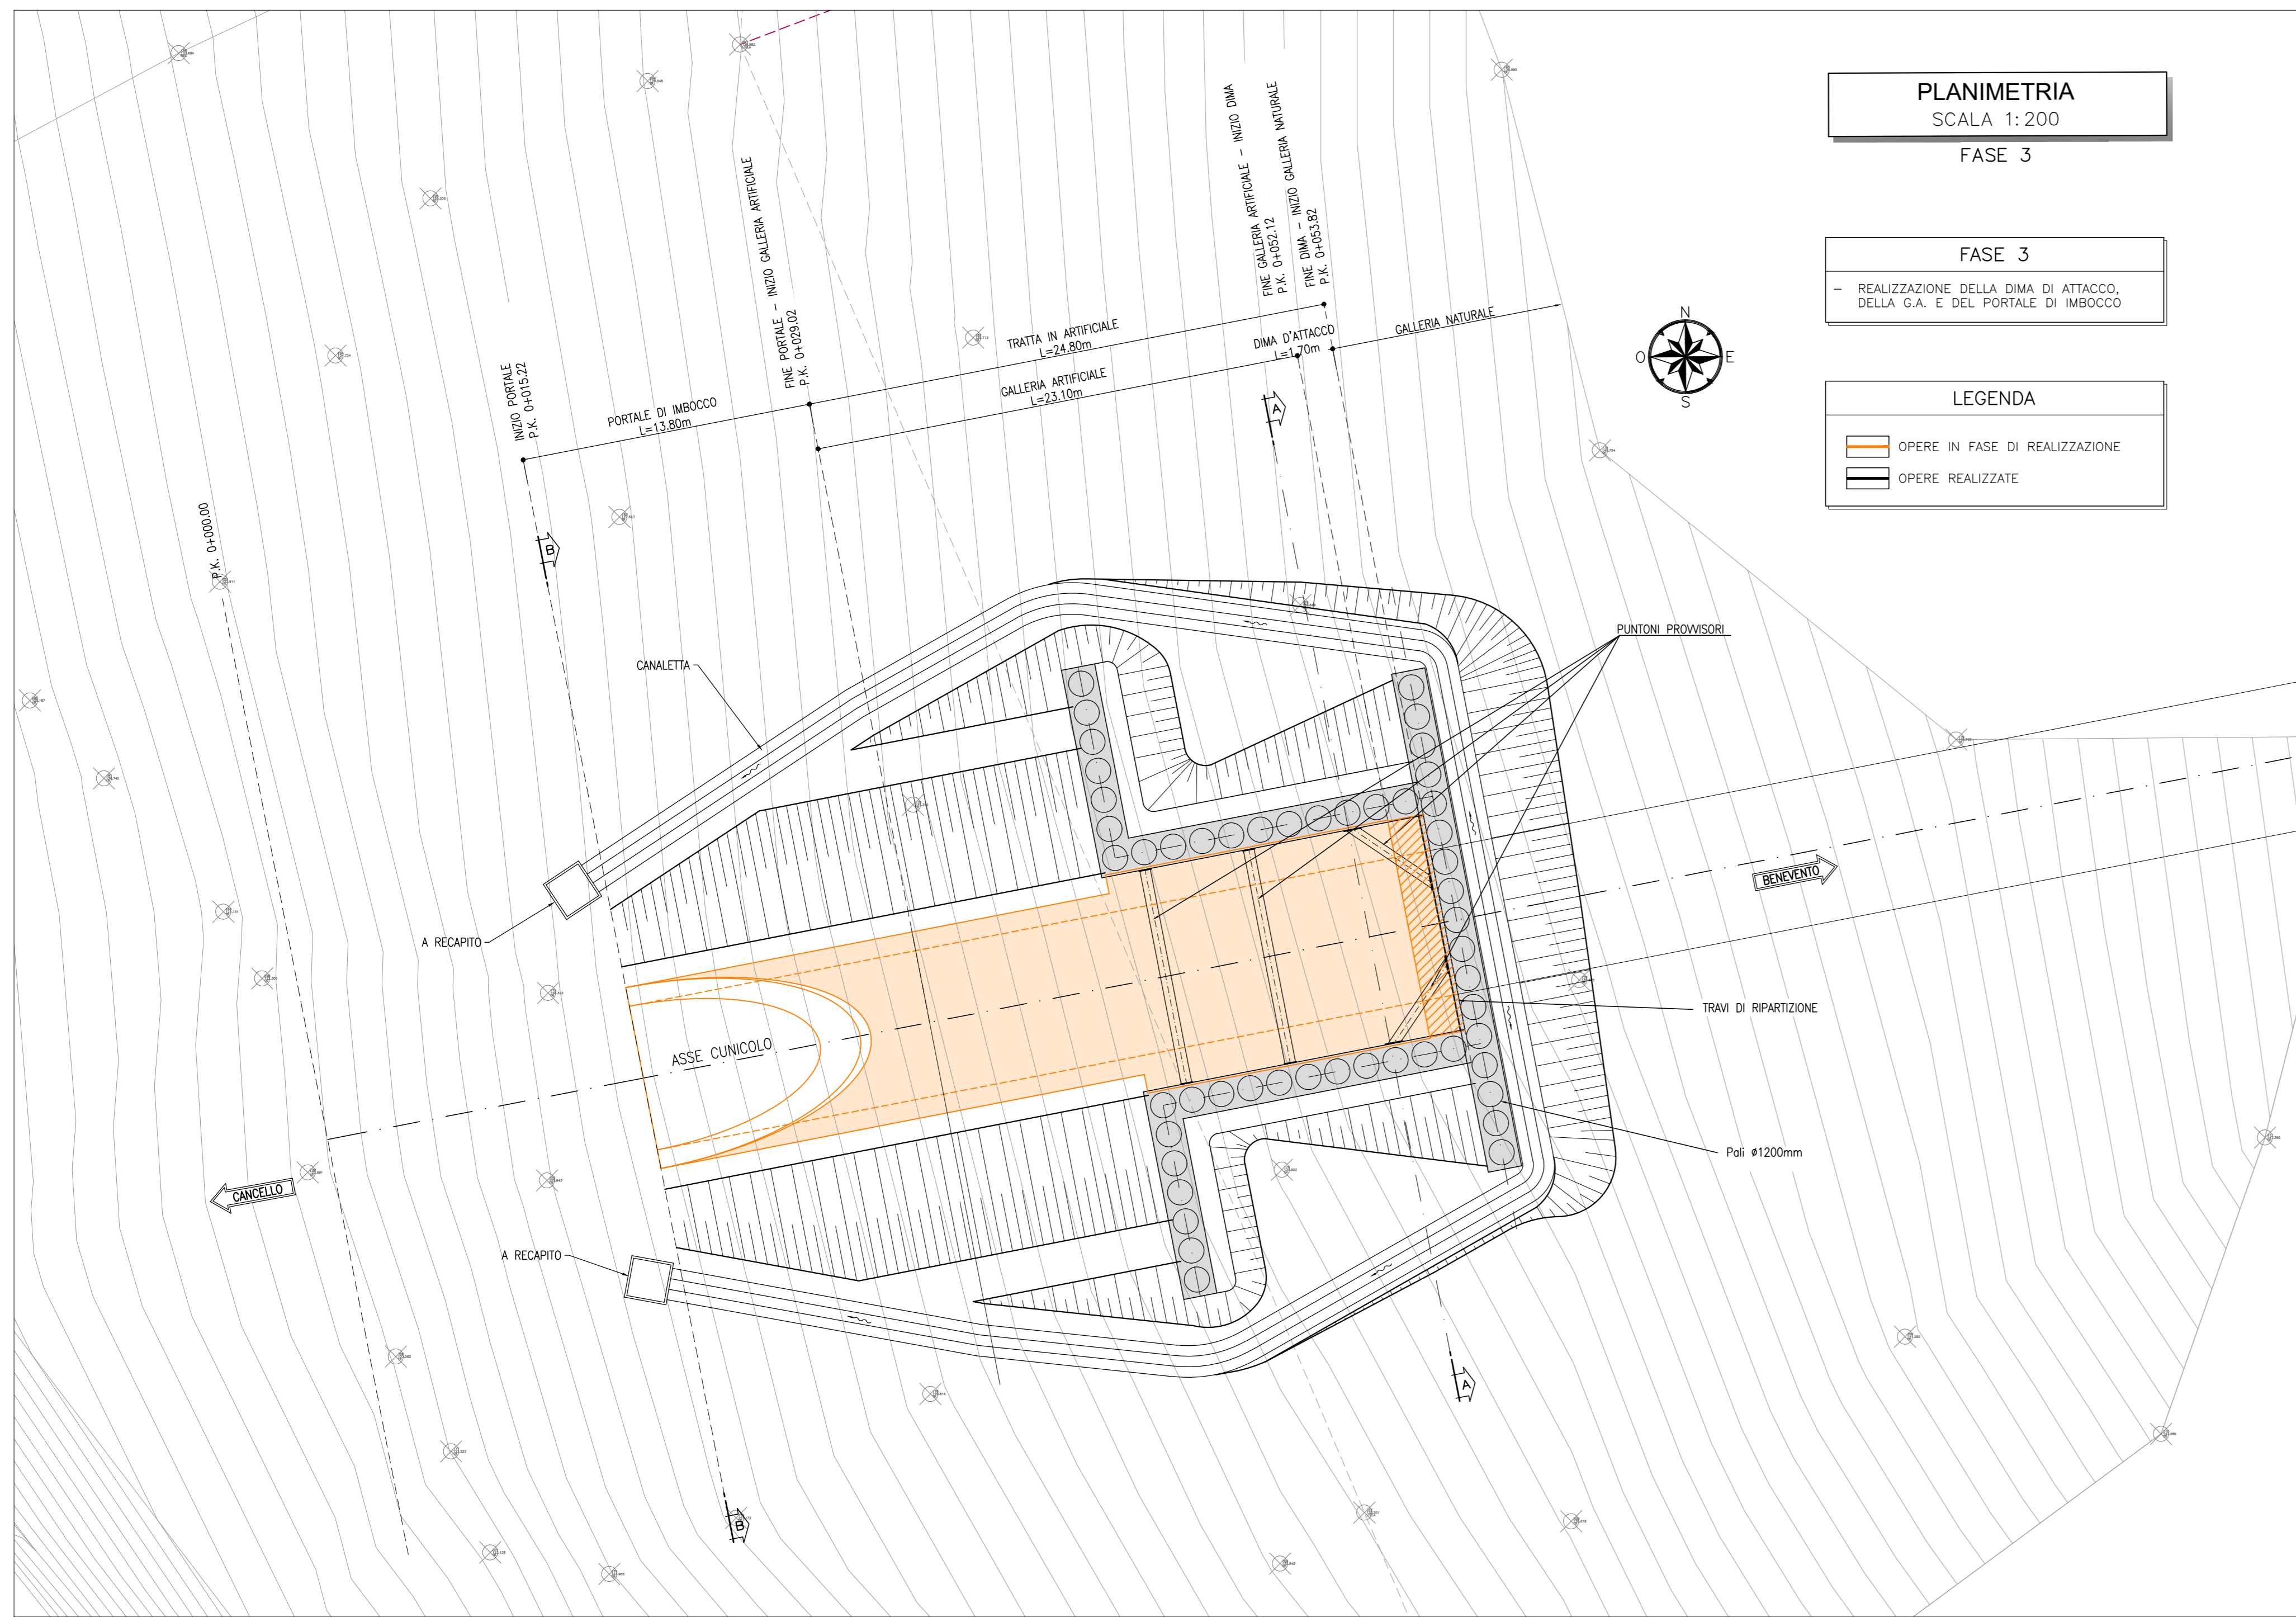 PLANIMETRIA
SCALA 1:200
FASE 3
FASE 3
- REALIZZAZIONE DELLA DIMA DI ATTACCO,
DELLA G.A. E DEL PORTALE DI IMBOCCO
N
O
E
S
LEGENDA
OPERE IN FASE DI REALIZZAZIONE
OPERE REALIZZATE
P.K. 0+000.00
INIZIO PORTALE
P.K. 0+015.22
FINE PORTALE - INIZIO GALLERIA ARTIFICIALE
P.K. 0+029.02
FINE GALLERIA ARTIFICIALE - INIZIO DIMA
P.K. 0+052.12
FINE DIMA - INIZIO GALLERIA NATURALE
P.K. 0+053.82
PORTALE DI IMBOCCO
L=13.80m
TRATTA IN ARTIFICIALE
L=24.80m
GALLERIA ARTIFICIALE
L=23.10m
DIMA D'ATTACCO
L=1.70m
GALLERIA NATURALE
A
B
CANALETTA
PUNTONI PROVVISORI
A RECAPITO
BENEVENTO
TRAVI DI RIPARTIZIONE
ASSE CUNICOLO
Pali ø1200mm
CANCELLO
A RECAPITO
A
B